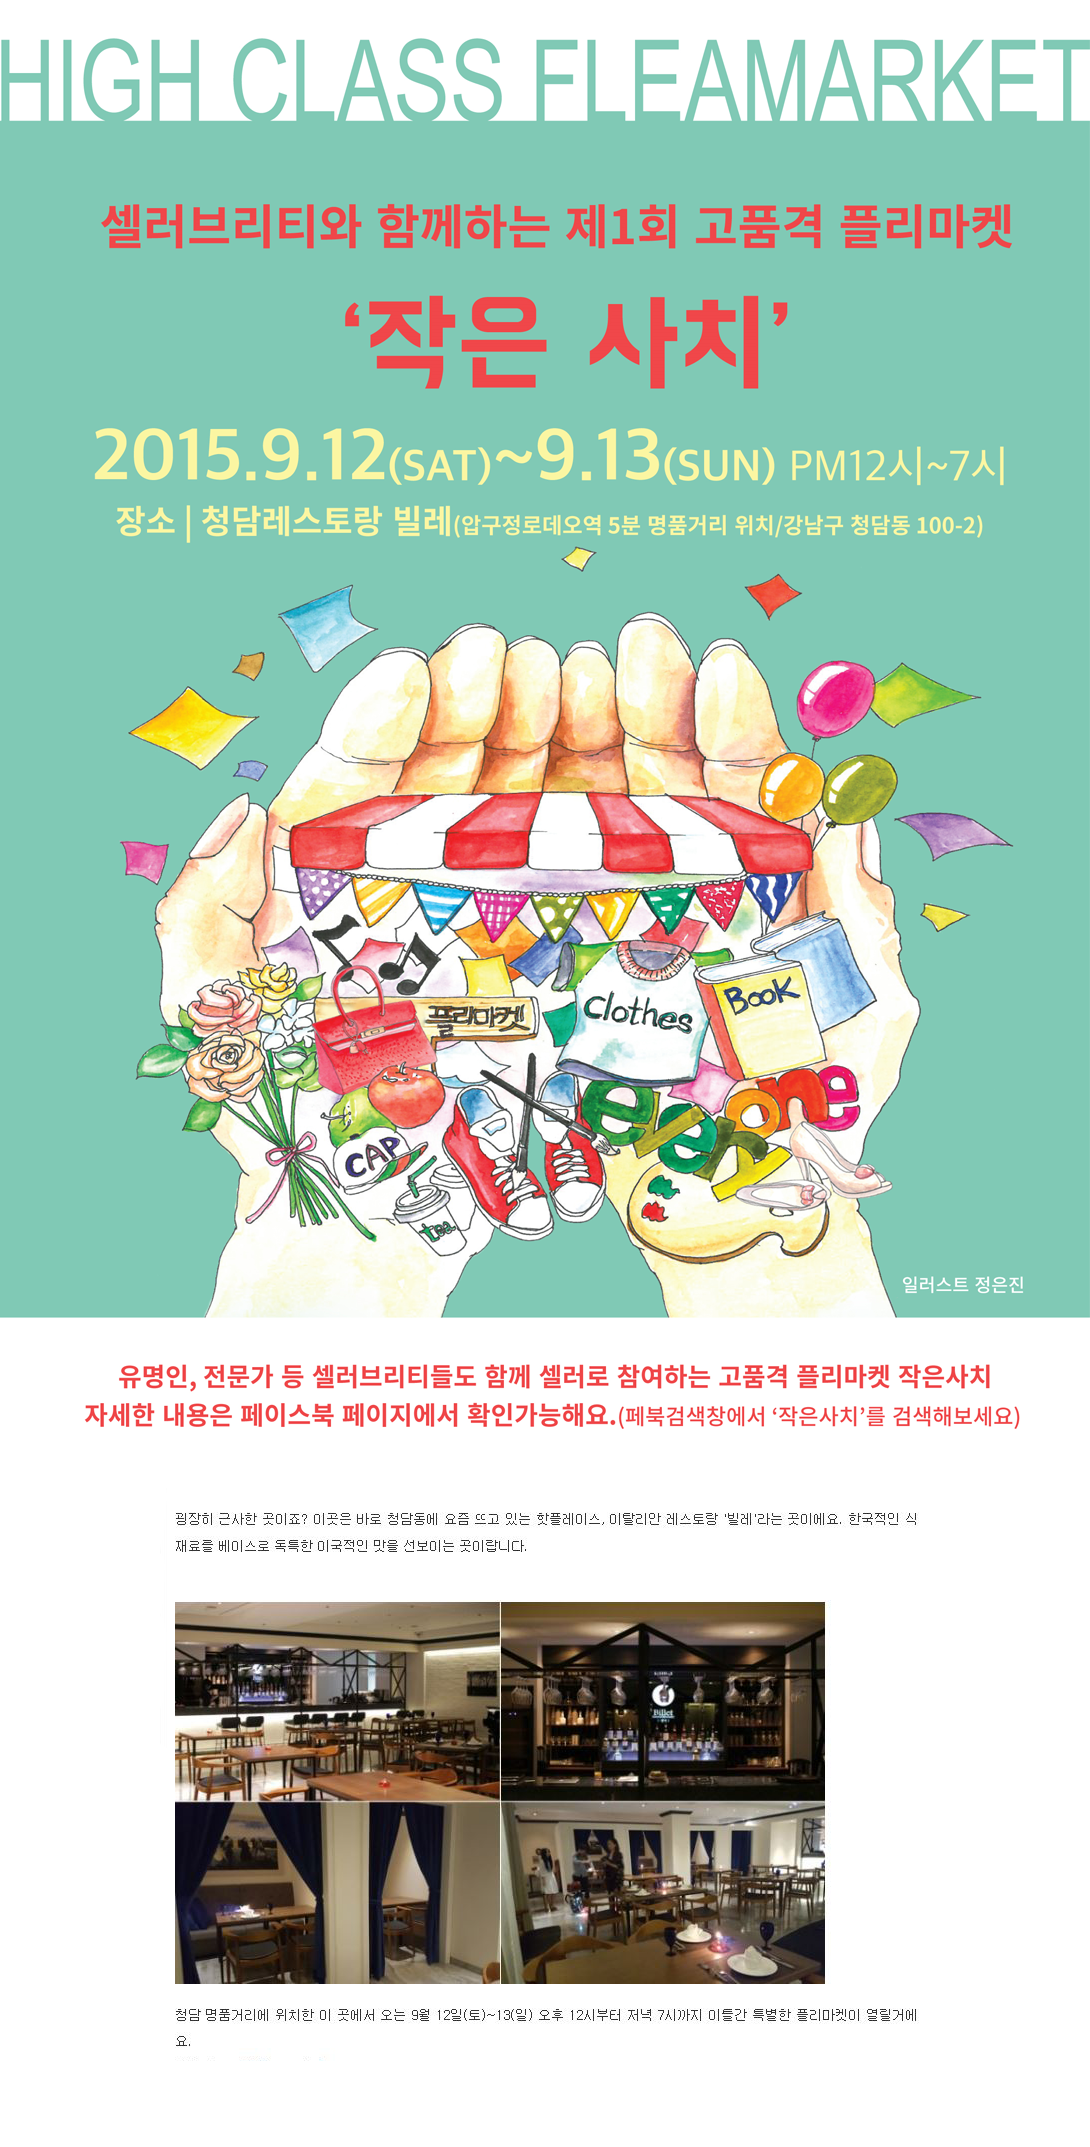 HIGH CLASS FLEAMARKET
셀러브리티와 함께하는 제1회 고품격 플리마켓
‘작은 사치’
2015.9.12(SAT)~9.13(SUN) PM12시~7시
장소 | 청담레스토랑 빌레(압구정로데오역 5분 명품거리 위치/강남구 청담동 100-2)
플리마켓
Clothes
BOOK
everyone
CAP
tea
일러스트 정은진
유명인, 전문가 등 셀러브리티들도 함께 셀러로 참여하는 고품격 플리마켓 작은사치
자세한 내용은 페이스북 페이지에서 확인가능해요.(페북검색창에서 ‘작은사치’를 검색해보세요)
굉장히 근사한 곳이죠? 이곳은 바로 청담동에 요즘 뜨고 있는 핫플레이스, 이탈리안 레스토랑 '빌레'라는 곳이에요. 한국적인 식
재료를 베이스로 독특한 이국적인 맛을 선보이는 곳이랍니다.
Billet
청담 명품거리에 위치한 이 곳에서 오는 9월 12일(토)~13(일) 오후 12시부터 저녁 7시까지 이틀간 특별한 플리마켓이 열릴거에
요.